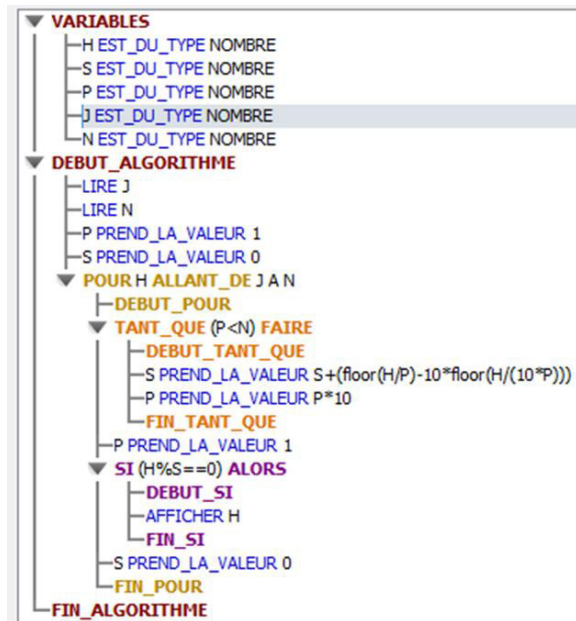 VARIABLES
H EST_DU_TYPE NOMBRE
S EST_DU_TYPE NOMBRE
P EST_DU_TYPE NOMBRE
J EST_DU_TYPE NOMBRE
N EST_DU_TYPE NOMBRE
DEBUT_ALGORITHME
LIRE J
LIRE N
P PREND_LA_VALEUR 1
S PREND_LA_VALEUR 0
POUR H ALLANT_DE J A N
DEBUT_POUR
TANT_QUE (P<N) FAIRE
DEBUT_TANT_QUE
S PREND_LA_VALEUR S+(floor(H/P)-10*floor(H/(10*P)))
P PREND_LA_VALEUR P*10
FIN_TANT_QUE
P PREND_LA_VALEUR 1
SI (H%S==0) ALORS
DEBUT_SI
AFFICHER H
FIN_SI
S PREND_LA_VALEUR 0
FIN_POUR
FIN_ALGORITHME